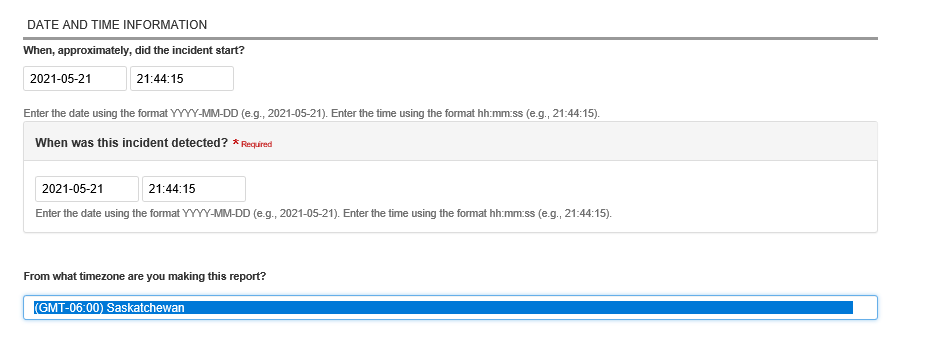 DATE AND TIME INFORMATION
When, approximately, did the incident start?
2021-05-21 21:44:15
Enter the date using the format YYYY-MM-DD (e.g., 2021-05-21). Enter the time using the format hh:mm:ss (e.g., 21:44:15).
When was this incident detected? * Required
2021-05-21 21:44:15
Enter the date using the format YYYY-MM-DD (e.g., 2021-05-21). Enter the time using the format hh:mm:ss (e.g., 21:44:15).
From what timezone are you making this report?
(GMT-06:00) Saskatchewan